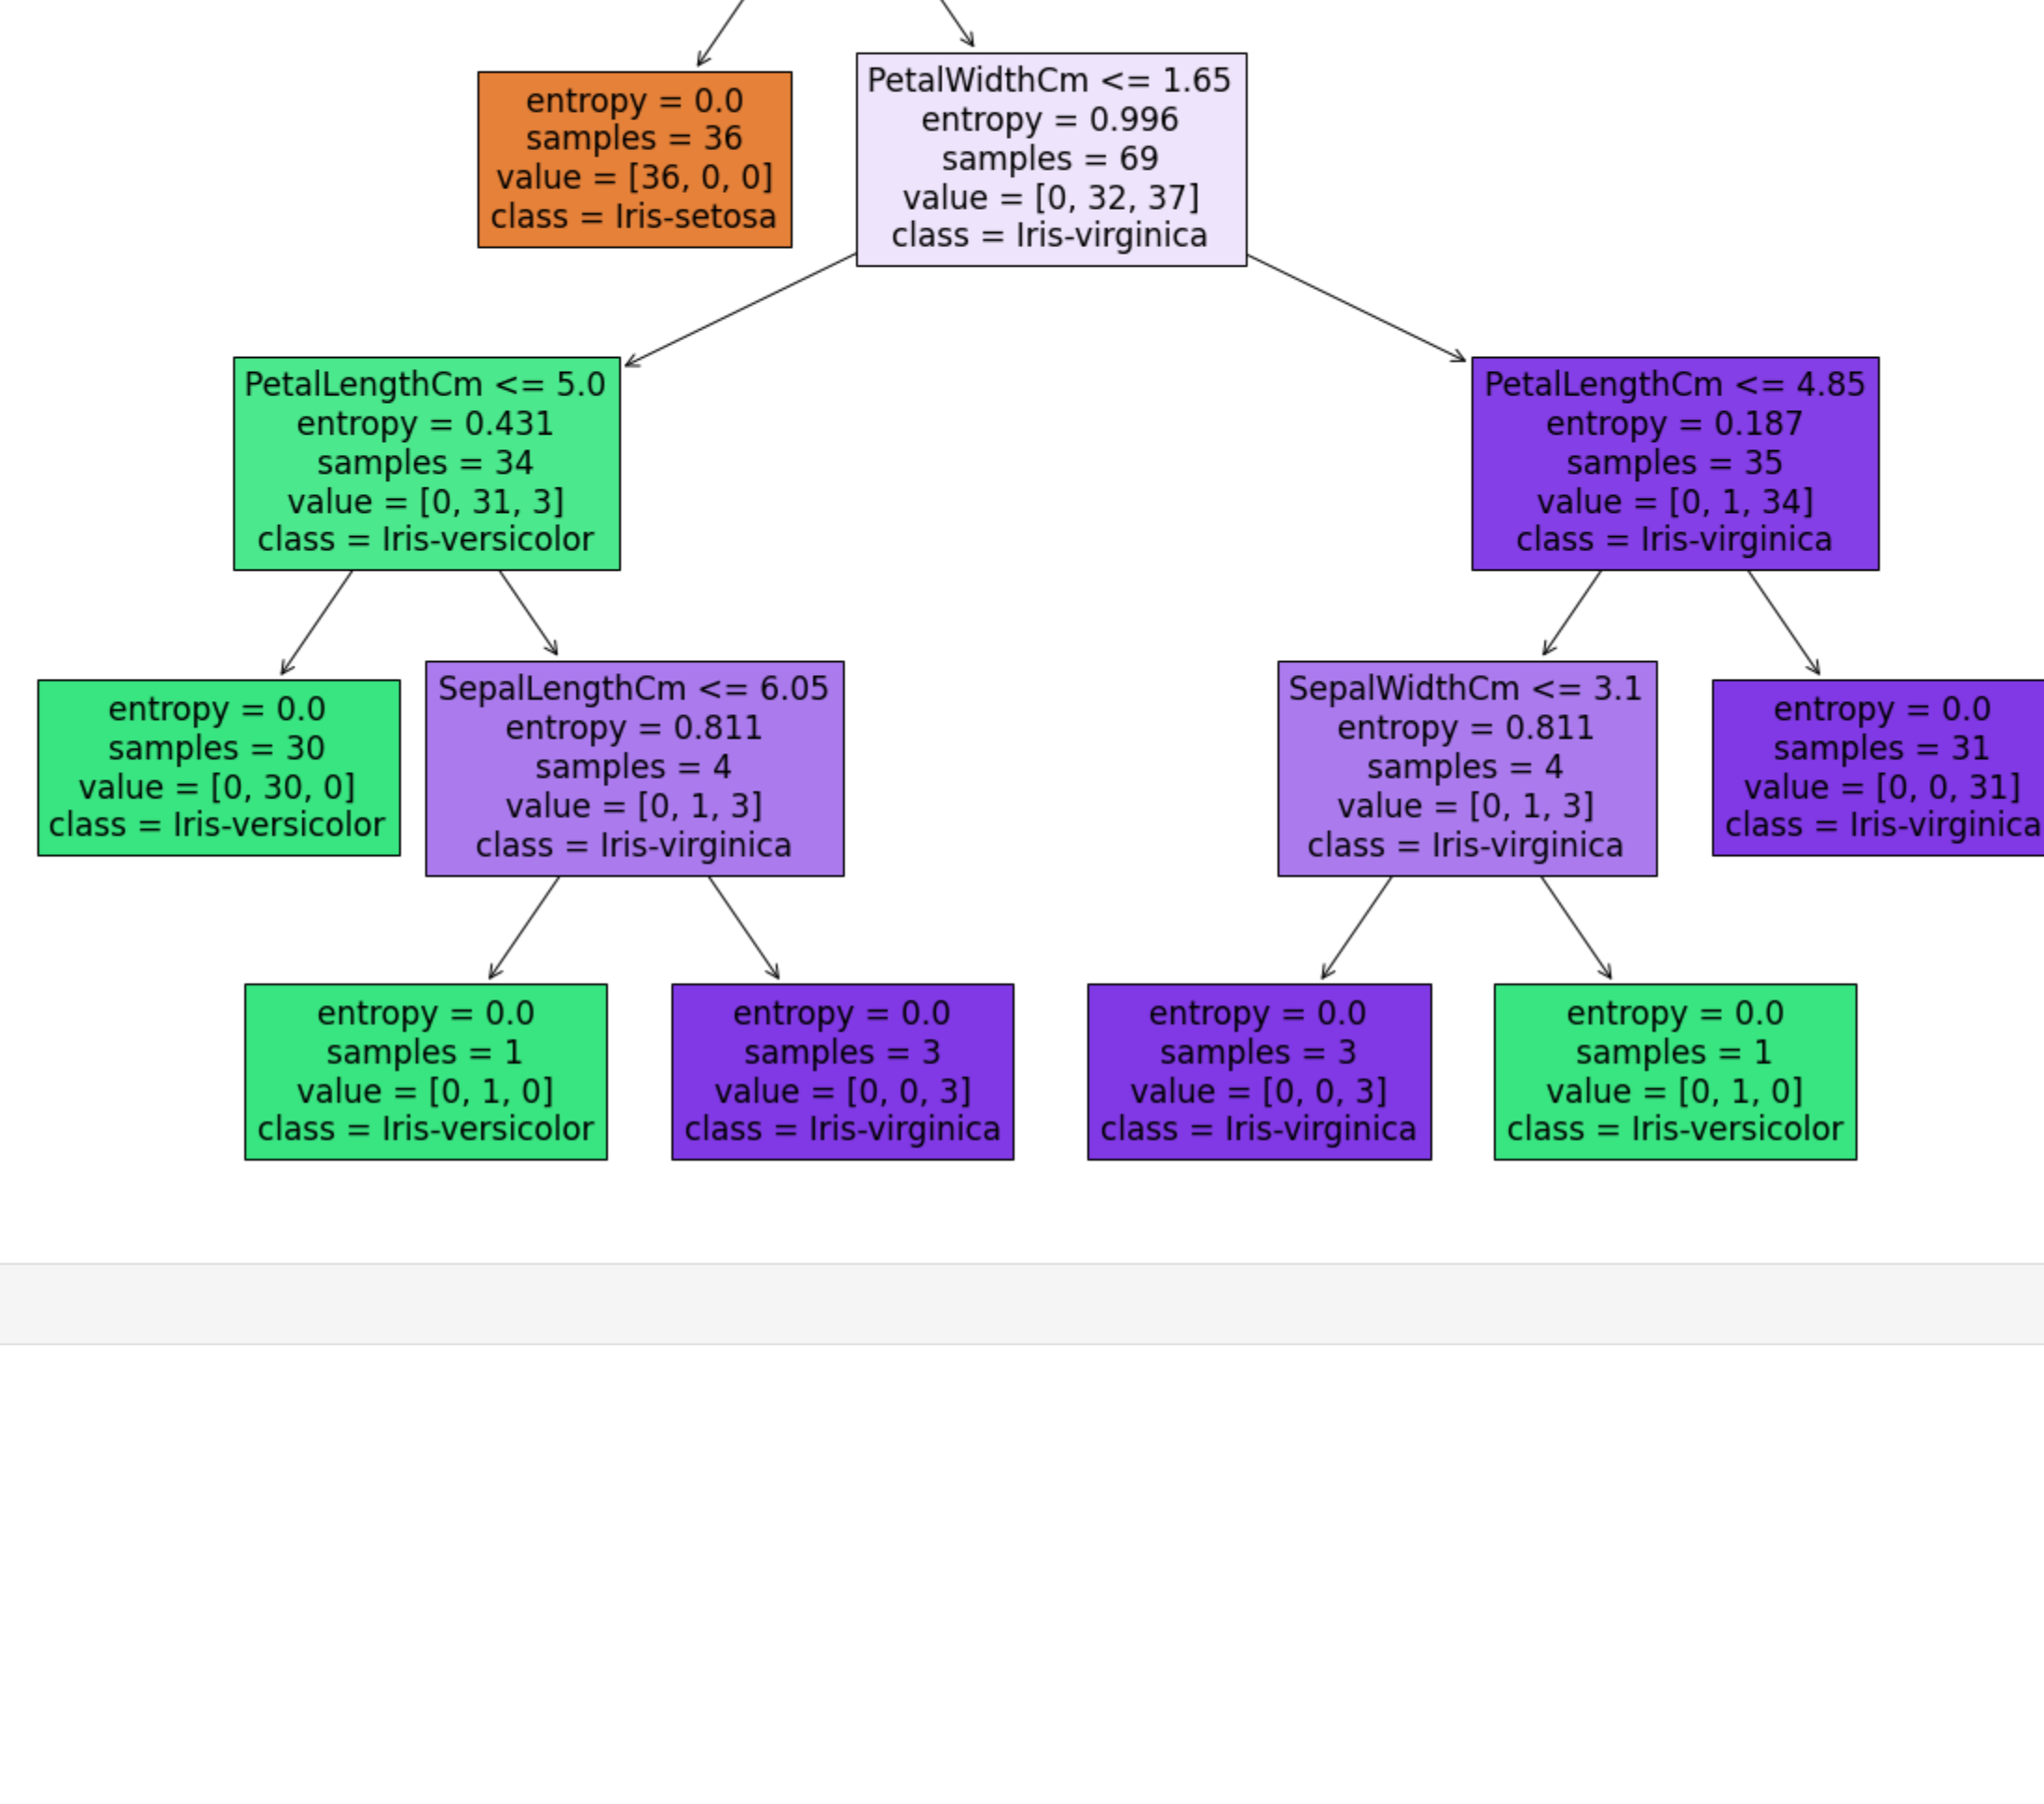 entropy = 0.0
samples = 36
value = [36, 0, 0]
class = Iris-setosa
PetalWidthCm <= 1.65
entropy = 0.996
samples = 69
value = [0, 32, 37]
class = Iris-virginica
PetalLengthCm <= 5.0
entropy = 0.431
samples = 34
value = [0, 31, 3]
class = Iris-versicolor
PetalLengthCm <= 4.85
entropy = 0.187
samples = 35
value = [0, 1, 34]
class = Iris-virginica
entropy = 0.0
samples = 30
value = [0, 30, 0]
class = Iris-versicolor
SepalLengthCm <= 6.05
entropy = 0.811
samples = 4
value = [0, 1, 3]
class = Iris-virginica
SepalWidthCm <= 3.1
entropy = 0.811
samples = 4
value = [0, 1, 3]
class = Iris-virginica
entropy = 0.0
samples = 31
value = [0, 0, 31]
class = Iris-virginica
entropy = 0.0
samples = 1
value = [0, 1, 0]
class = Iris-versicolor
entropy = 0.0
samples = 3
value = [0, 0, 3]
class = Iris-virginica
entropy = 0.0
samples = 3
value = [0, 0, 3]
class = Iris-virginica
entropy = 0.0
samples = 1
value = [0, 1, 0]
class = Iris-versicolor